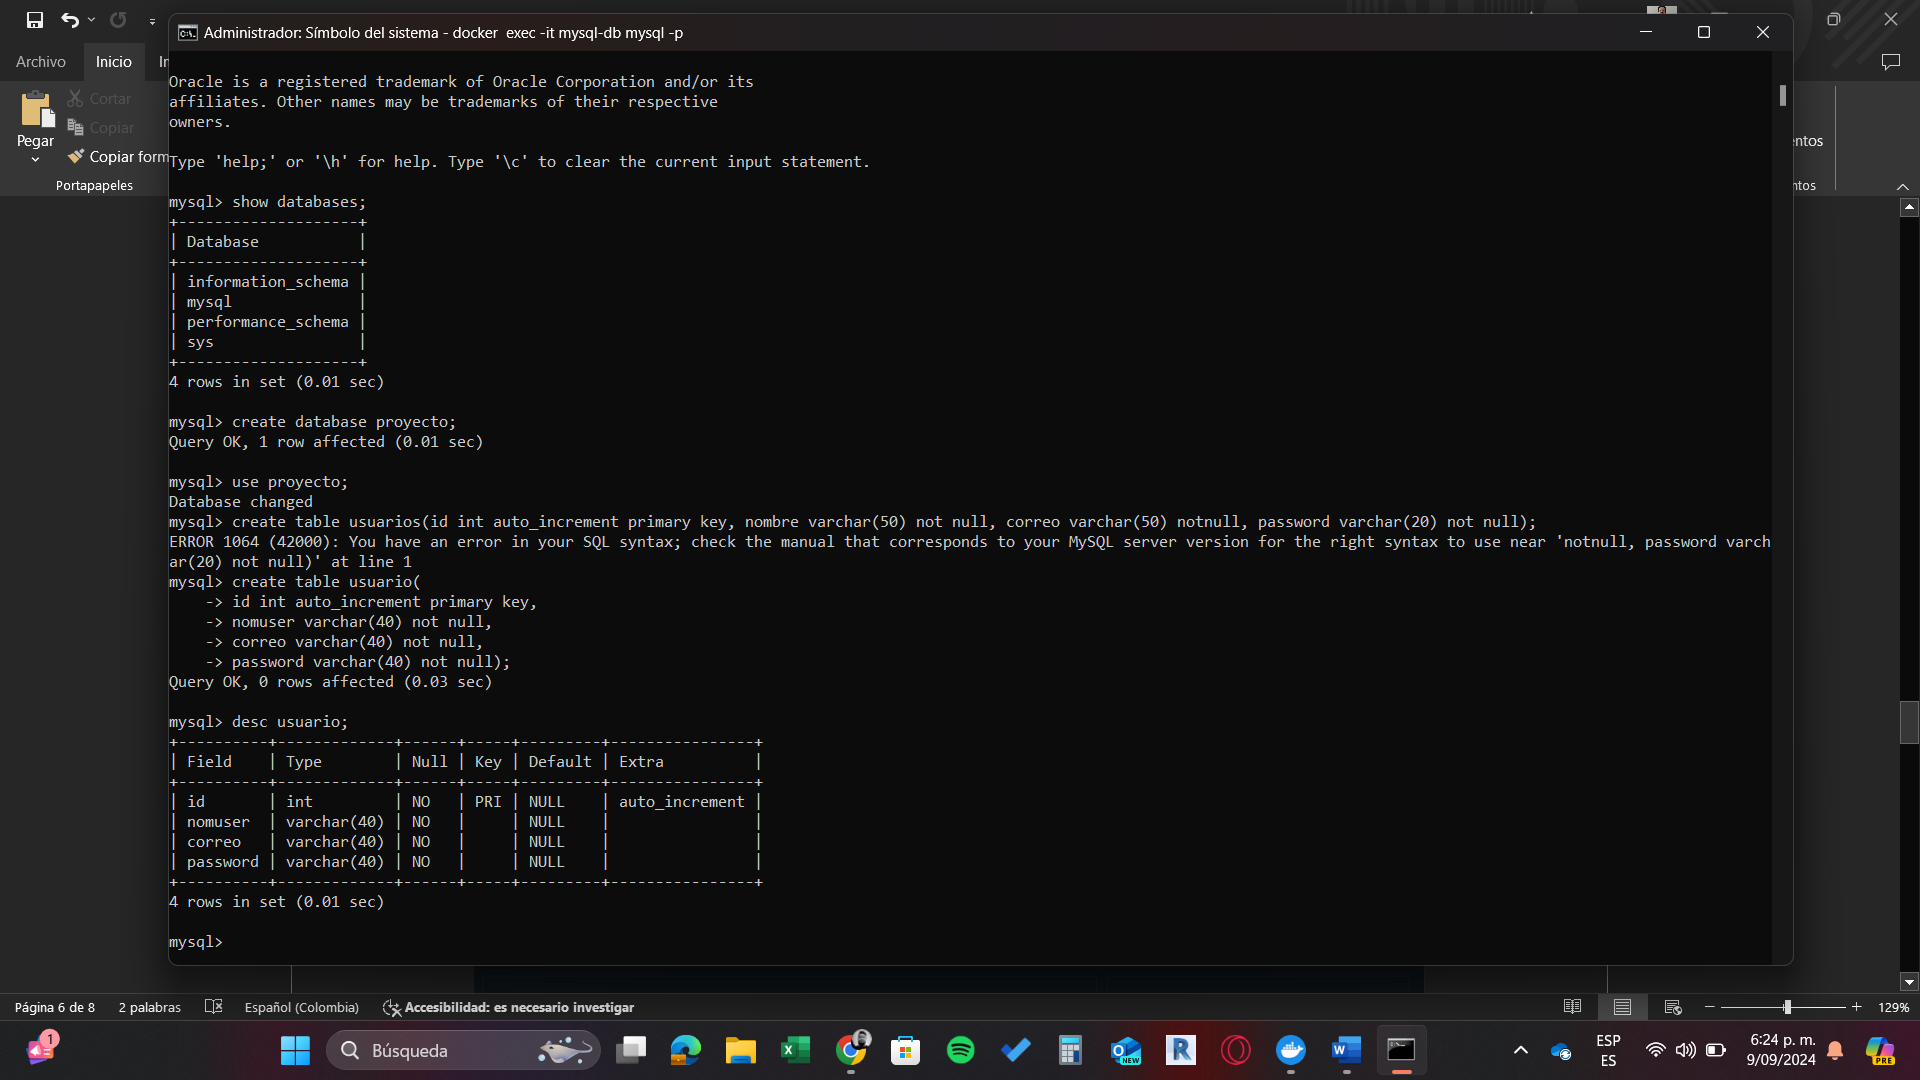 Administrador: Símbolo del sistema - docker  exec -it mysql-db mysql -p
Archivo
Inicio
Cortar
Copiar
Pegar
Copiar form
Portapapeles
entos
ntos
Oracle is a registered trademark of Oracle Corporation and/or its
affiliates. Other names may be trademarks of their respective
owners.
Type 'help;' or '\h' for help. Type '\c' to clear the current input statement.
mysql> show databases;
+--------------------+
| Database           |
+--------------------+
| information_schema |
| mysql              |
| performance_schema |
| sys                |
+--------------------+
4 rows in set (0.01 sec)
mysql> create database proyecto;
Query OK, 1 row affected (0.01 sec)
mysql> use proyecto;
Database changed
mysql> create table usuarios(id int auto_increment primary key, nombre varchar(50) not null, correo varchar(50) notnull, password varchar(20) not null);
ERROR 1064 (42000): You have an error in your SQL syntax; check the manual that corresponds to your MySQL server version for the right syntax to use near 'notnull, password varch
ar(20) not null)' at line 1
mysql> create table usuario(
    -> id int auto_increment primary key,
    -> nomuser varchar(40) not null,
    -> correo varchar(40) not null,
    -> password varchar(40) not null);
Query OK, 0 rows affected (0.03 sec)
mysql> desc usuario;
+----------+-------------+------+-----+---------+----------------+
| Field    | Type        | Null | Key | Default | Extra          |
+----------+-------------+------+-----+---------+----------------+
| id       | int         | NO   | PRI | NULL    | auto_increment |
| nomuser  | varchar(40) | NO   |     | NULL    |                |
| correo   | varchar(40) | NO   |     | NULL    |                |
| password | varchar(40) | NO   |     | NULL    |                |
+----------+-------------+------+-----+---------+----------------+
4 rows in set (0.01 sec)
mysql>
Página 6 de 8
2 palabras
Español (Colombia)
Accesibilidad: es necesario investigar
129%
1
Búsqueda
NEW
ESP
ES
6:24 p. m.
9/09/2024
PRE